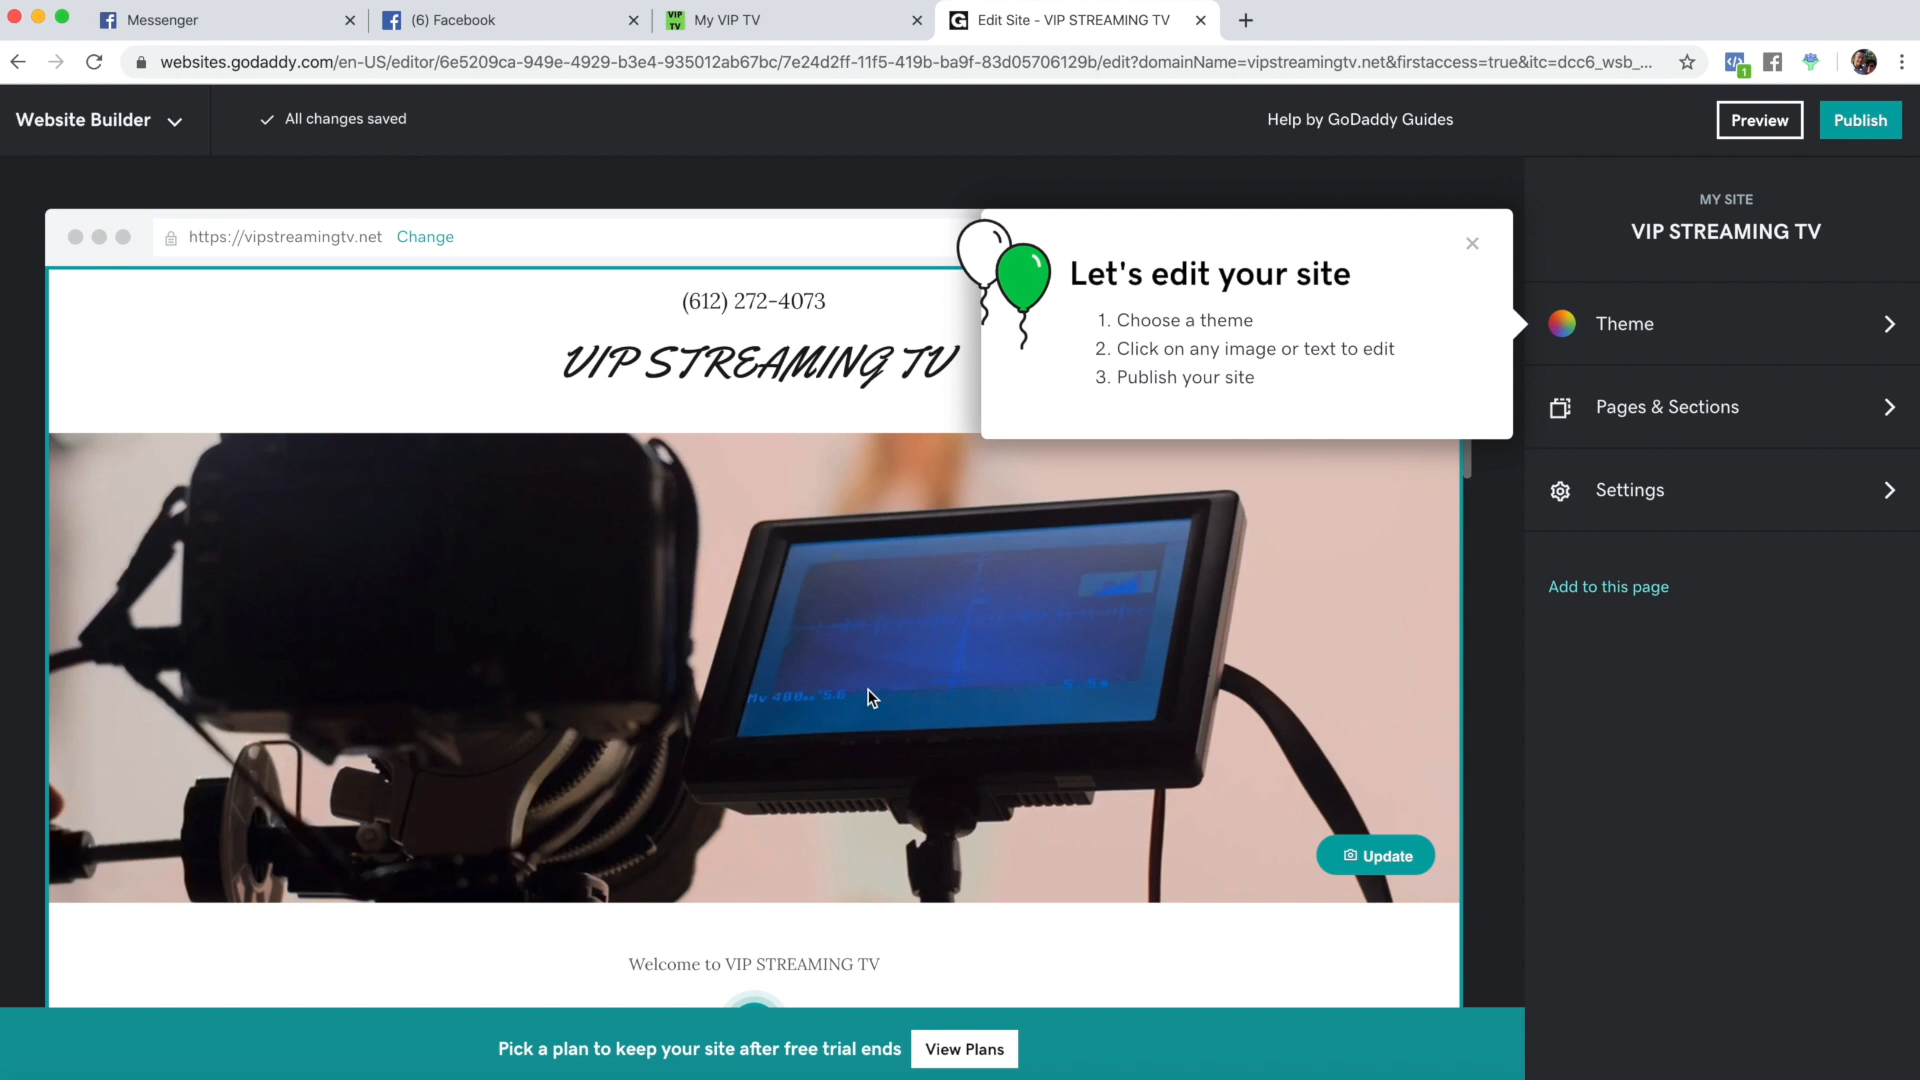 Messenger
(6) Facebook
VIP TV
My VIP TV
G
Edit Site - VIP STREAMING TV
websites.godaddy.com/en-US/editor/6e5209ca-949e-4929-b3e4-935012ab67bc/7e24d2ff-11f5-419b-ba9f-83d05706129b/edit?domainName=vipstreamingtv.net&firstaccess=true&itc=dcc6_wsb_...
1
Website Builder
All changes saved
Help by GoDaddy Guides
Preview
Publish
MY SITE
VIP STREAMING TV
https://vipstreamingtv.net Change
Let's edit your site
1. Choose a theme
2. Click on any image or text to edit
3. Publish your site
(612) 272-4073
VIP STREAMING TV
Theme
Pages & Sections
Settings
Add to this page
Update
Welcome to VIP STREAMING TV
Pick a plan to keep your site after free trial ends
View Plans